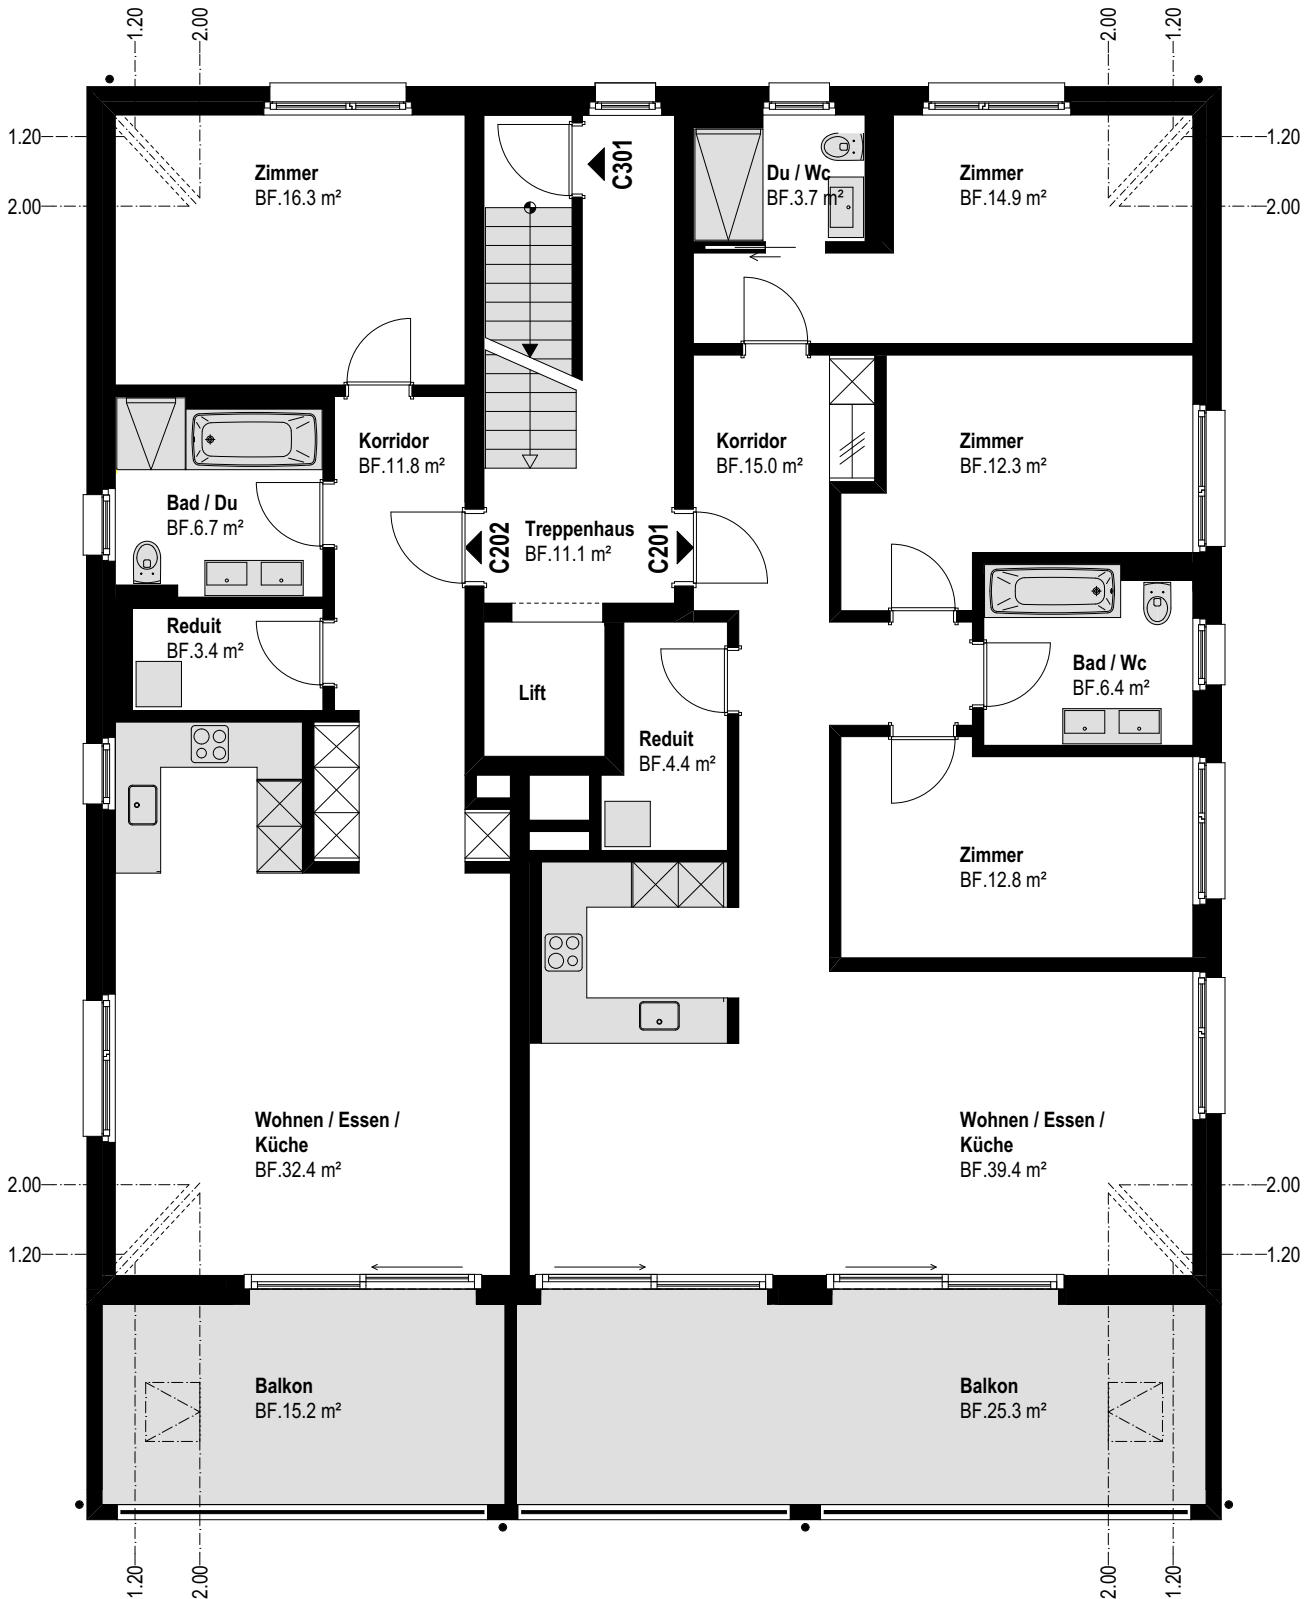 1.20
2.00
2.00
1.20
1.20
2.00
1.20
2.00
Zimmer
BF.16.3 m²
C301
Du / Wc
BF.3.7 m²
Zimmer
BF.14.9 m²
Korridor
BF.11.8 m²
Korridor
BF.15.0 m²
Zimmer
BF.12.3 m²
Bad / Du
BF.6.7 m²
C202
Treppenhaus
BF.11.1 m²
C201
Reduit
BF.3.4 m²
Lift
Bad / Wc
BF.6.4 m²
Reduit
BF.4.4 m²
Zimmer
BF.12.8 m²
Wohnen / Essen /
Küche
BF.32.4 m²
Wohnen / Essen /
Küche
BF.39.4 m²
2.00
1.20
2.00
1.20
Balkon
BF.15.2 m²
Balkon
BF.25.3 m²
1.20
2.00
2.00
1.20